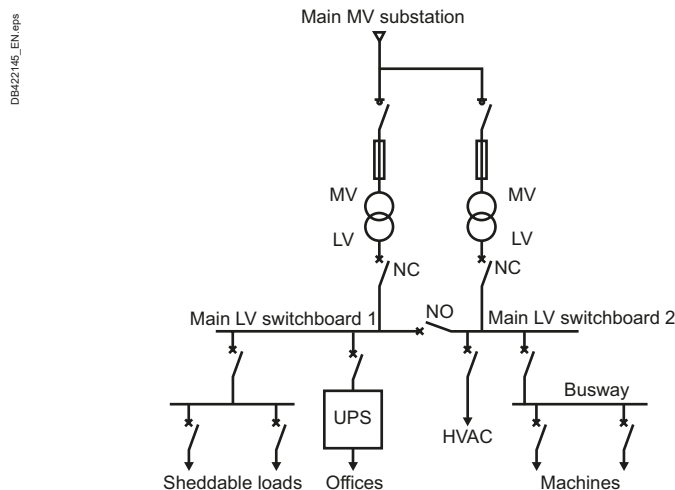 DB422145_EN.eps
Main MV substation
MV
MV
LV
LV
NC
NC
Main LV switchboard 1
NO
Main LV switchboard 2
Busway
UPS
HVAC
Sheddable loads
Offices
Machines